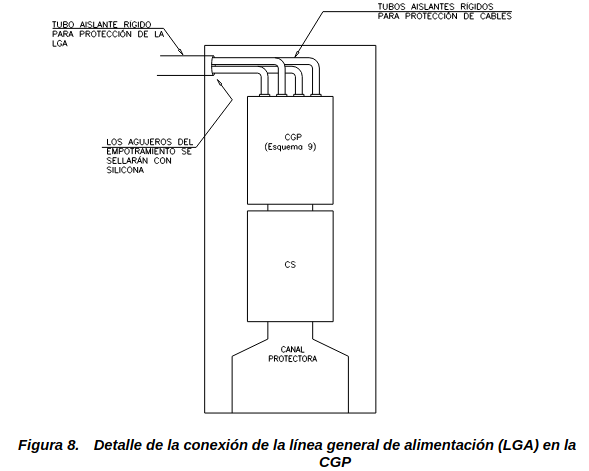 TUBO AISLANTE RÍGIDO
PARA PROTECCIÓN DE LA
LGA
TUBOS AISLANTES RÍGIDOS
PARA PROTECCIÓN DE CABLES
LOS AGUJEROS DEL
EMPOTRAMIENTO SE
SELLARÁN CON
SILICONA
CGP
(Esquema 9)
CS
CANAL
PROTECTORA
Figura 8. Detalle de la conexión de la línea general de alimentación (LGA) en la
CGP